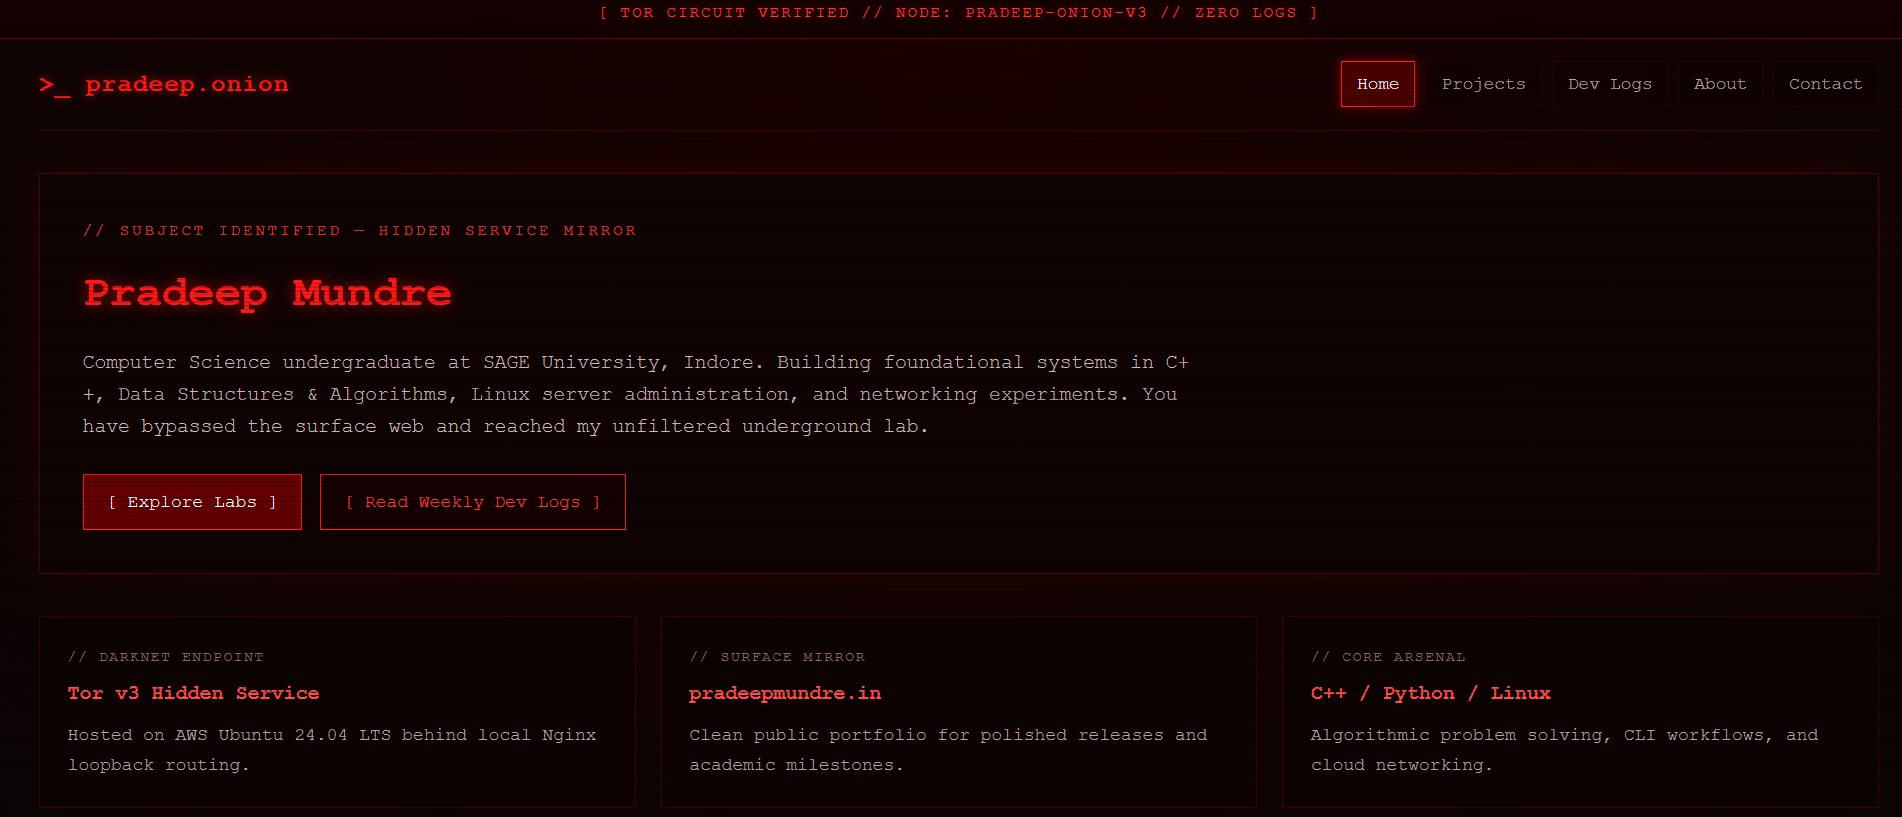 [ TOR CIRCUIT VERIFIED // NODE: PRADEEP-ONION-V3 // ZERO LOGS ]
>_ pradeep.onion
Home
Projects
Dev Logs
About
Contact
// SUBJECT IDENTIFIED — HIDDEN SERVICE MIRROR
Pradeep Mundre
Computer Science undergraduate at SAGE University, Indore. Building foundational systems in C+
+, Data Structures & Algorithms, Linux server administration, and networking experiments. You
have bypassed the surface web and reached my unfiltered underground lab.
[ Explore Labs ]
[ Read Weekly Dev Logs ]
// DARKNET ENDPOINT
Tor v3 Hidden Service
Hosted on AWS Ubuntu 24.04 LTS behind local Nginx
loopback routing.
// SURFACE MIRROR
pradeepmundre.in
Clean public portfolio for polished releases and
academic milestones.
// CORE ARSENAL
C++ / Python / Linux
Algorithmic problem solving, CLI workflows, and
cloud networking.